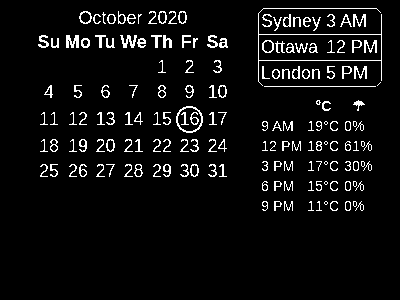 October 2020
Su Mo Tu We Th Fr Sa
1 2 3
4 5 6 7 8 9 10
11 12 13 14 15 16 17
18 19 20 21 22 23 24
25 26 27 28 29 30 31
Sydney 3 AM
Ottawa 12 PM
London 5 PM
°C ☂
9 AM 19°C 0%
12 PM 18°C 61%
3 PM 17°C 30%
6 PM 15°C 0%
9 PM 11°C 0%